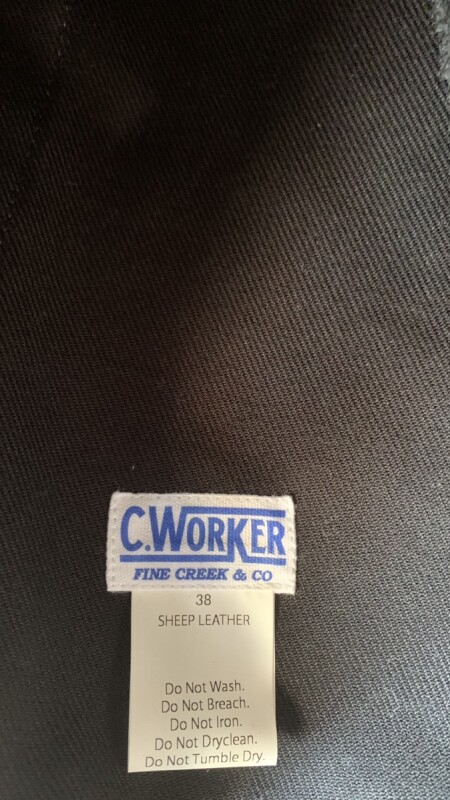 C.WORKER
FINE CREEK & CO
38
SHEEP LEATHER
Do Not Wash.
Do Not Breach.
Do Not Iron.
Do Not Dryclean.
Do Not Tumble Dry.